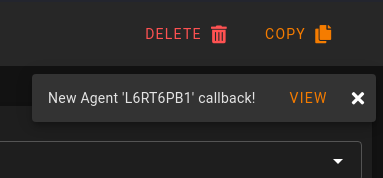 DELETE COPY
New Agent 'L6RT6PB1' callback! VIEW